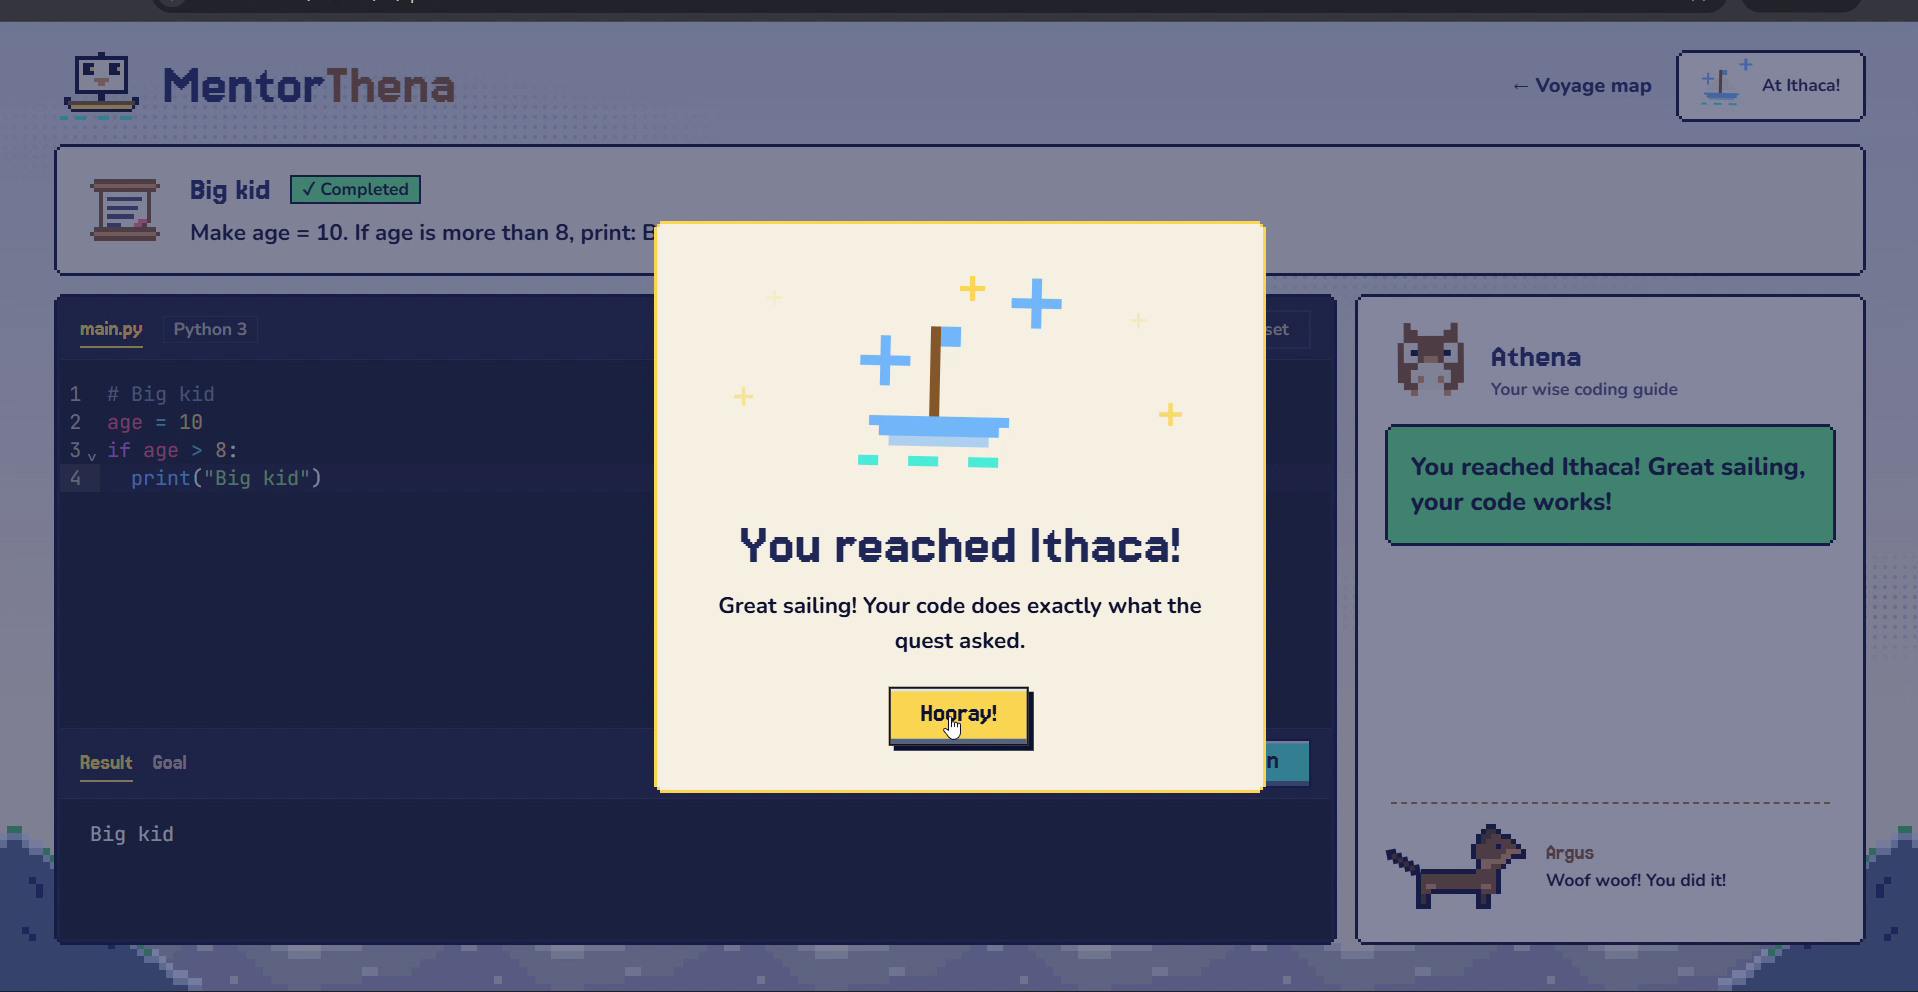 MentorThena
← Voyage map
At Ithaca!
Big kid
✓ Completed
Make age = 10. If age is more than 8, print: B
main.py
Python 3
set
1 # Big kid
2 age = 10
3 if age > 8:
4 print("Big kid")
You reached Ithaca!
Great sailing! Your code does exactly what the
quest asked.
Hooray!
Result
Goal
n
Big kid
Athena
Your wise coding guide
You reached Ithaca! Great sailing,
your code works!
Argus
Woof woof! You did it!